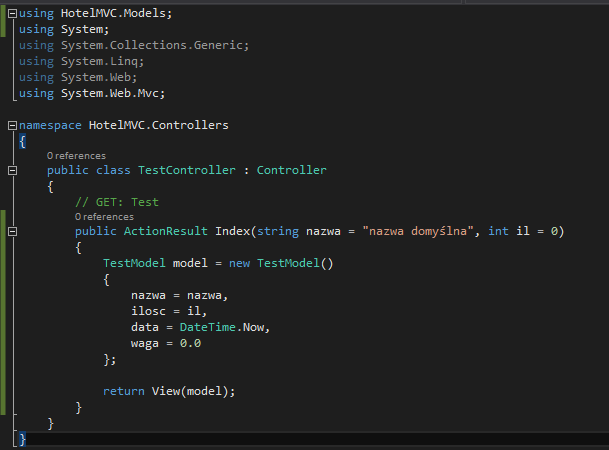 using HotelMVC.Models;
using System;
using System.Collections.Generic;
using System.Linq;
using System.Web;
using System.Web.Mvc;
namespace HotelMVC.Controllers
{
0 references
public class TestController : Controller
{
// GET: Test
0 references
public ActionResult Index(string nazwa = "nazwa domyślna", int il = 0)
{
TestModel model = new TestModel()
{
nazwa = nazwa,
ilosc = il,
data = DateTime.Now,
waga = 0.0
};
return View(model);
}
}
}